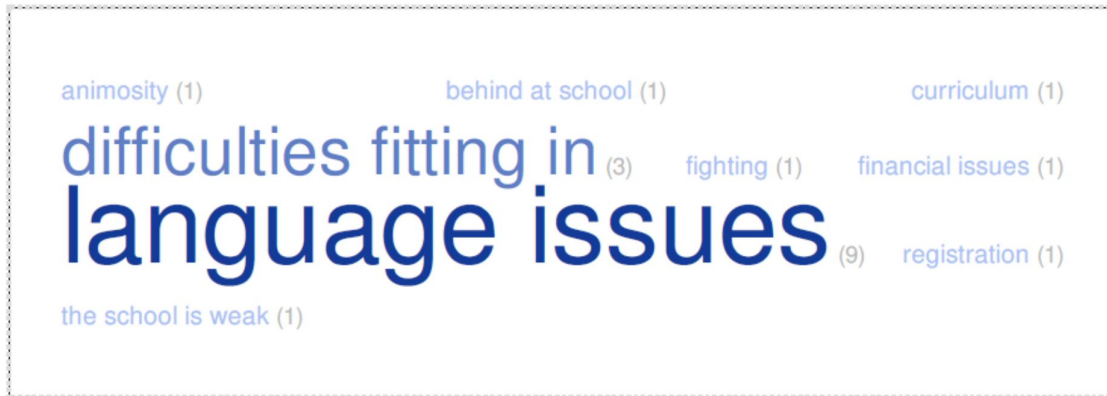 animosity (1) behind at school (1) curriculum (1)
difficulties fitting in (3) fighting (1) financial issues (1)
language issues (9) registration (1)
the school is weak (1)